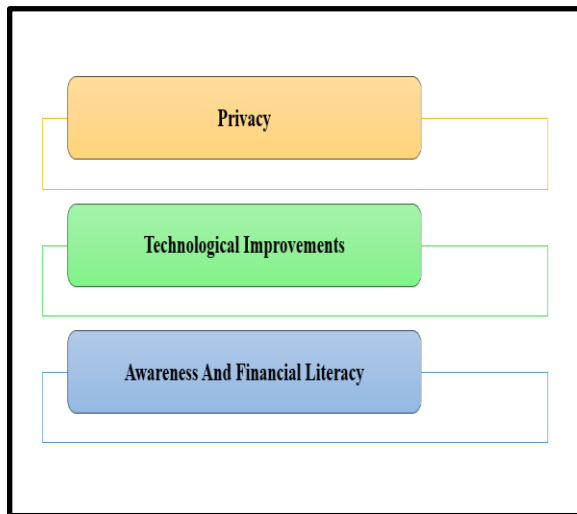 Privacy
Technological Improvements
Awareness And Financial Literacy